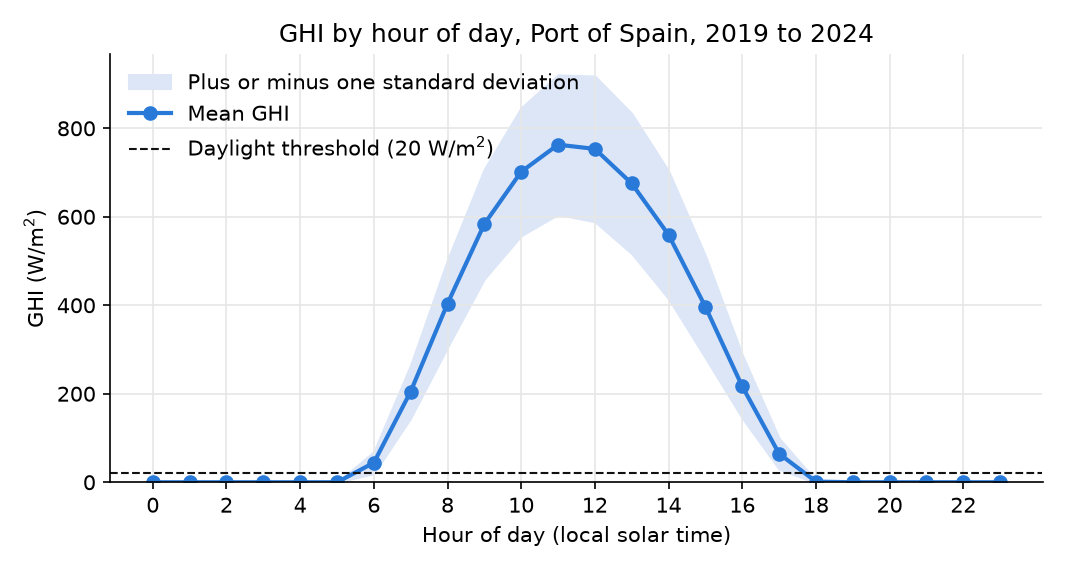 GHI by hour of day, Port of Spain, 2019 to 2024
Plus or minus one standard deviation
Mean GHI
Daylight threshold (20 W/m²)
GHI (W/m²)
800
600
400
200
0
0 2 4 6 8 10 12 14 16 18 20 22
Hour of day (local solar time)